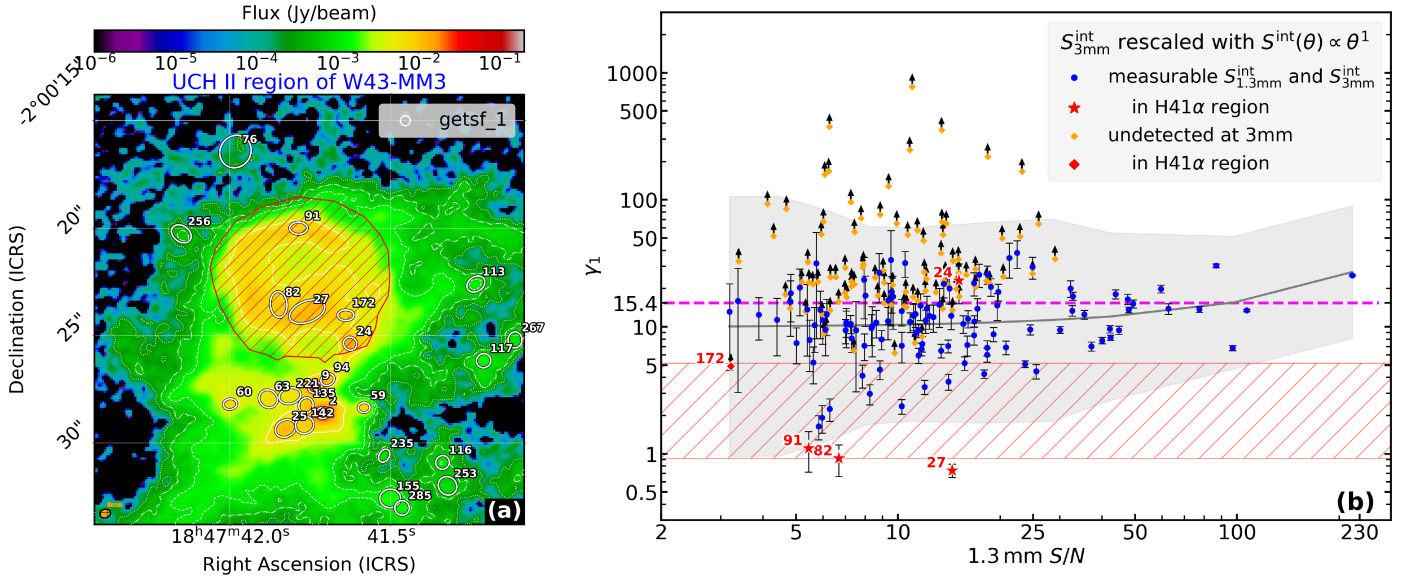 Flux (Jy/beam)
10⁻⁶ 10⁻⁵ 10⁻⁴ 10⁻³ 10⁻² 10⁻¹
UCH II region of W43-MM3
getsf_1
-2°00'15"
20"
25"
30"
Declination (ICRS)
76
256
91
113
82
27
172
24
267
117
94
9
60
63
221
135
2
59
25
142
235
116
253
155
285
Beam
(a)
18ʰ47ᵐ42.0ˢ 41.5ˢ
Right Ascension (ICRS)
S^int_3mm rescaled with S^int(θ) ∝ θ¹
measurable S^int_1.3mm and S^int_3mm
in H41α region
undetected at 3mm
in H41α region
γ₁
1000
500
100
50
15.4
10
5
1
0.5
24
172
91
82
27
(b)
2 5 10 25 50 100 230
1.3 mm S/N